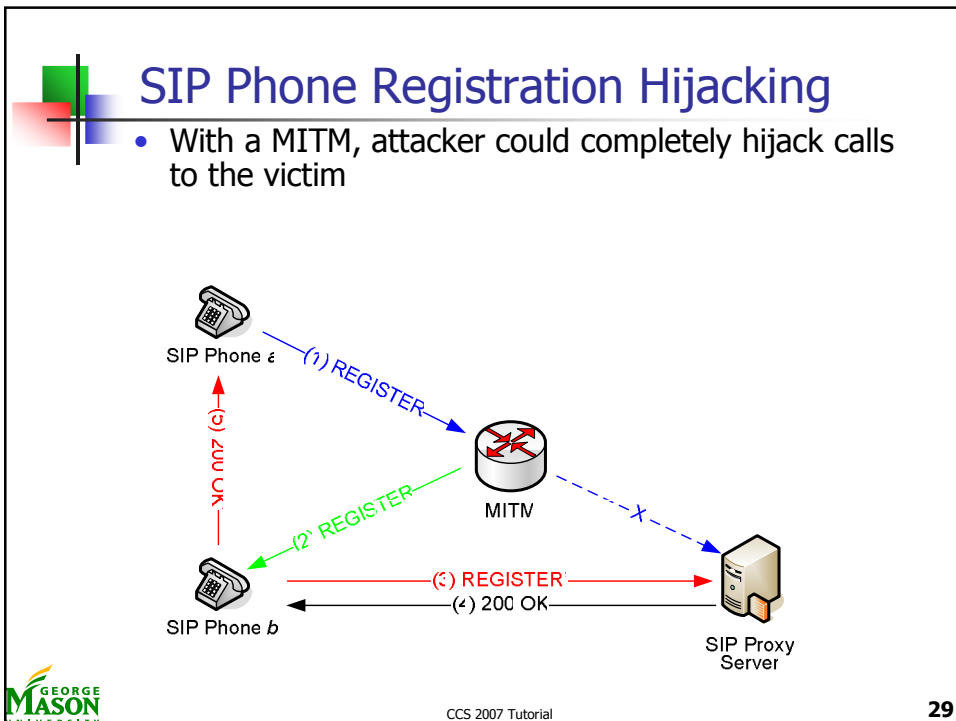 SIP Phone Registration Hijacking
• With a MITM, attacker could completely hijack calls
to the victim
SIP Phone a
(1) REGISTER
(5) 200 OK
MITM
(2) REGISTER
X
(3) REGISTER
(4) 200 OK
SIP Phone b
SIP Proxy
Server
GEORGE
MASON
UNIVERSITY
CCS 2007 Tutorial
29